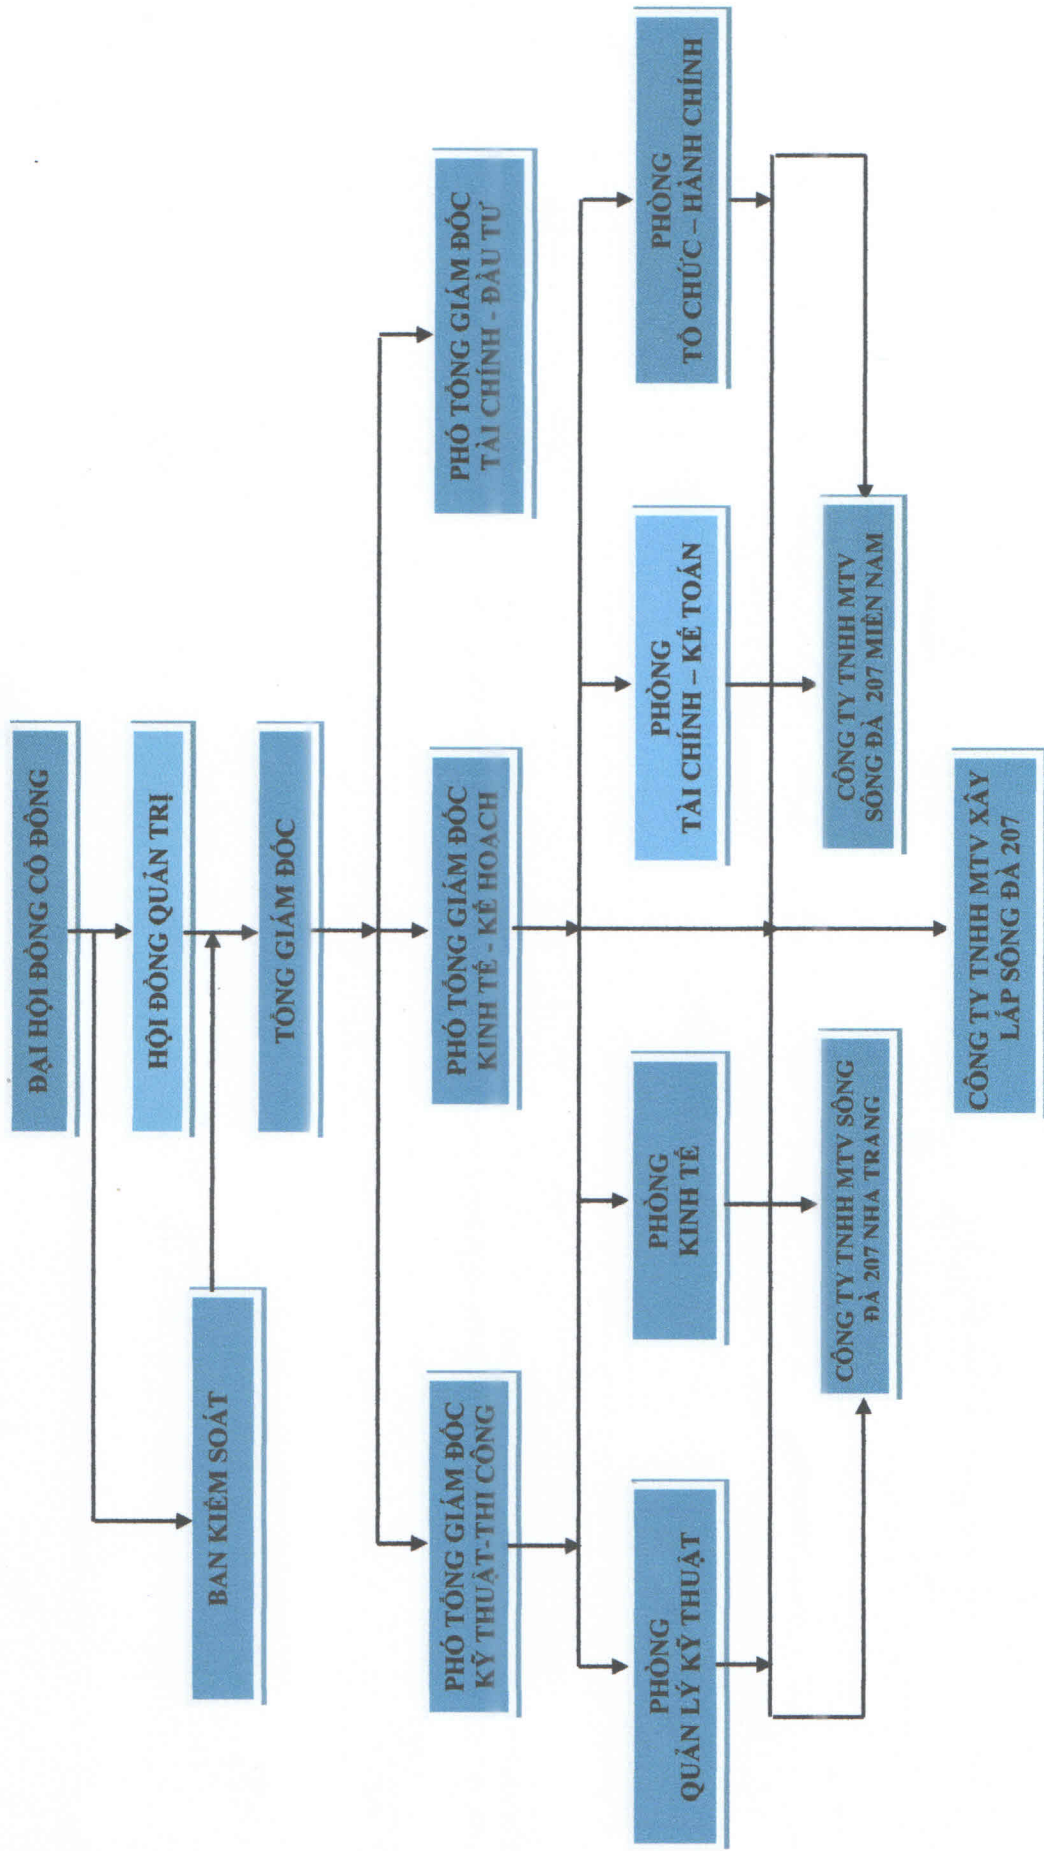 ĐẠI HỘI ĐỒNG CỔ ĐÔNG
HỘI ĐỒNG QUẢN TRỊ
BAN KIỂM SOÁT
TỔNG GIÁM ĐỐC
PHÓ TỔNG GIÁM ĐỐC
KỸ THUẬT-THI CÔNG
PHÓ TỔNG GIÁM ĐỐC
KINH TẾ - KẾ HOẠCH
PHÓ TỔNG GIÁM ĐỐC
TÀI CHÍNH - ĐẦU TƯ
PHÒNG
QUẢN LÝ KỸ THUẬT
PHÒNG
KINH TẾ
PHÒNG
TÀI CHÍNH – KẾ TOÁN
PHÒNG
TỔ CHỨC – HÀNH CHÍNH
CÔNG TY TNHH MTV SÔNG
ĐÀ 207 NHA TRANG
CÔNG TY TNHH MTV
SÔNG ĐÀ 207 MIỀN NAM
CÔNG TY TNHH MTV XÂY
LẮP SÔNG ĐÀ 207